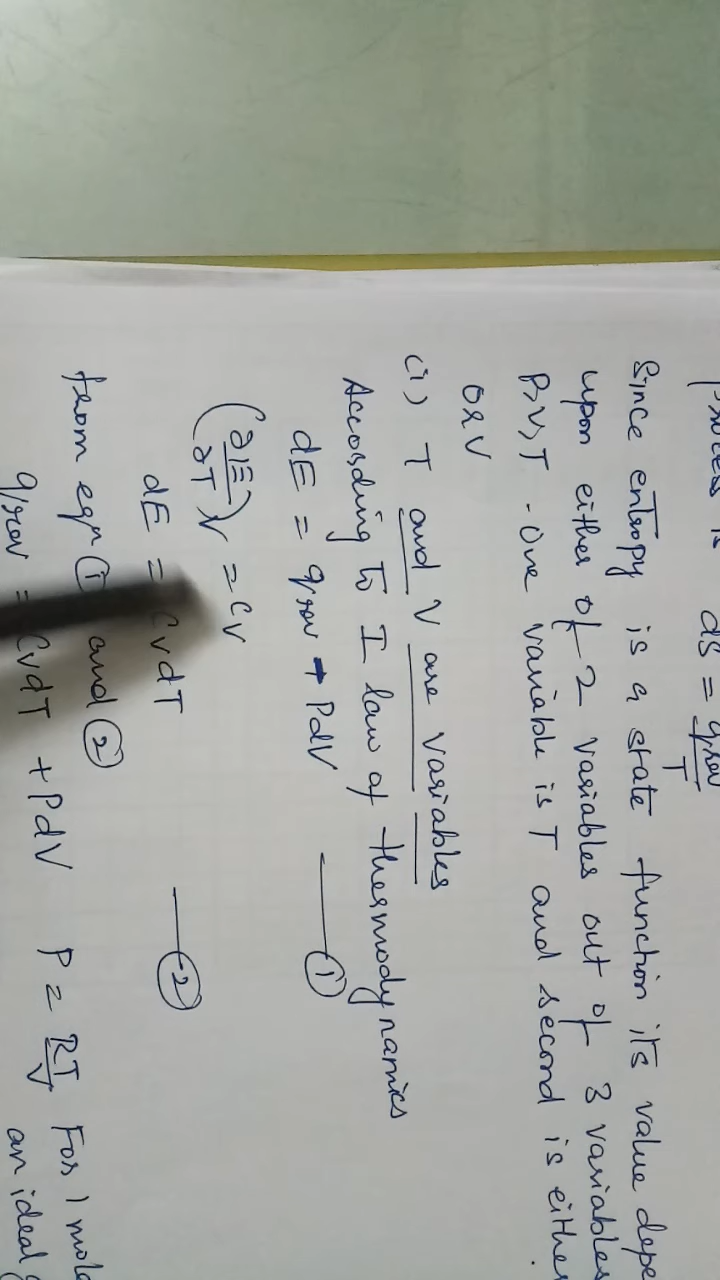 process is dS = qrev/T
Since entropy is a state function its value depe
upon either of 2 variables out of 3 variables
P,V,T - One variable is T and second is either
or V
(i) T and V are variables
According to I law of thermodynamics
dE = qrev + PdV —— ①
(∂E/∂T)V = CV
dE = CvdT —— ②
from eqn ① and ②
qrev = CvdT + PdV P = RT/V For 1 mole
an ideal